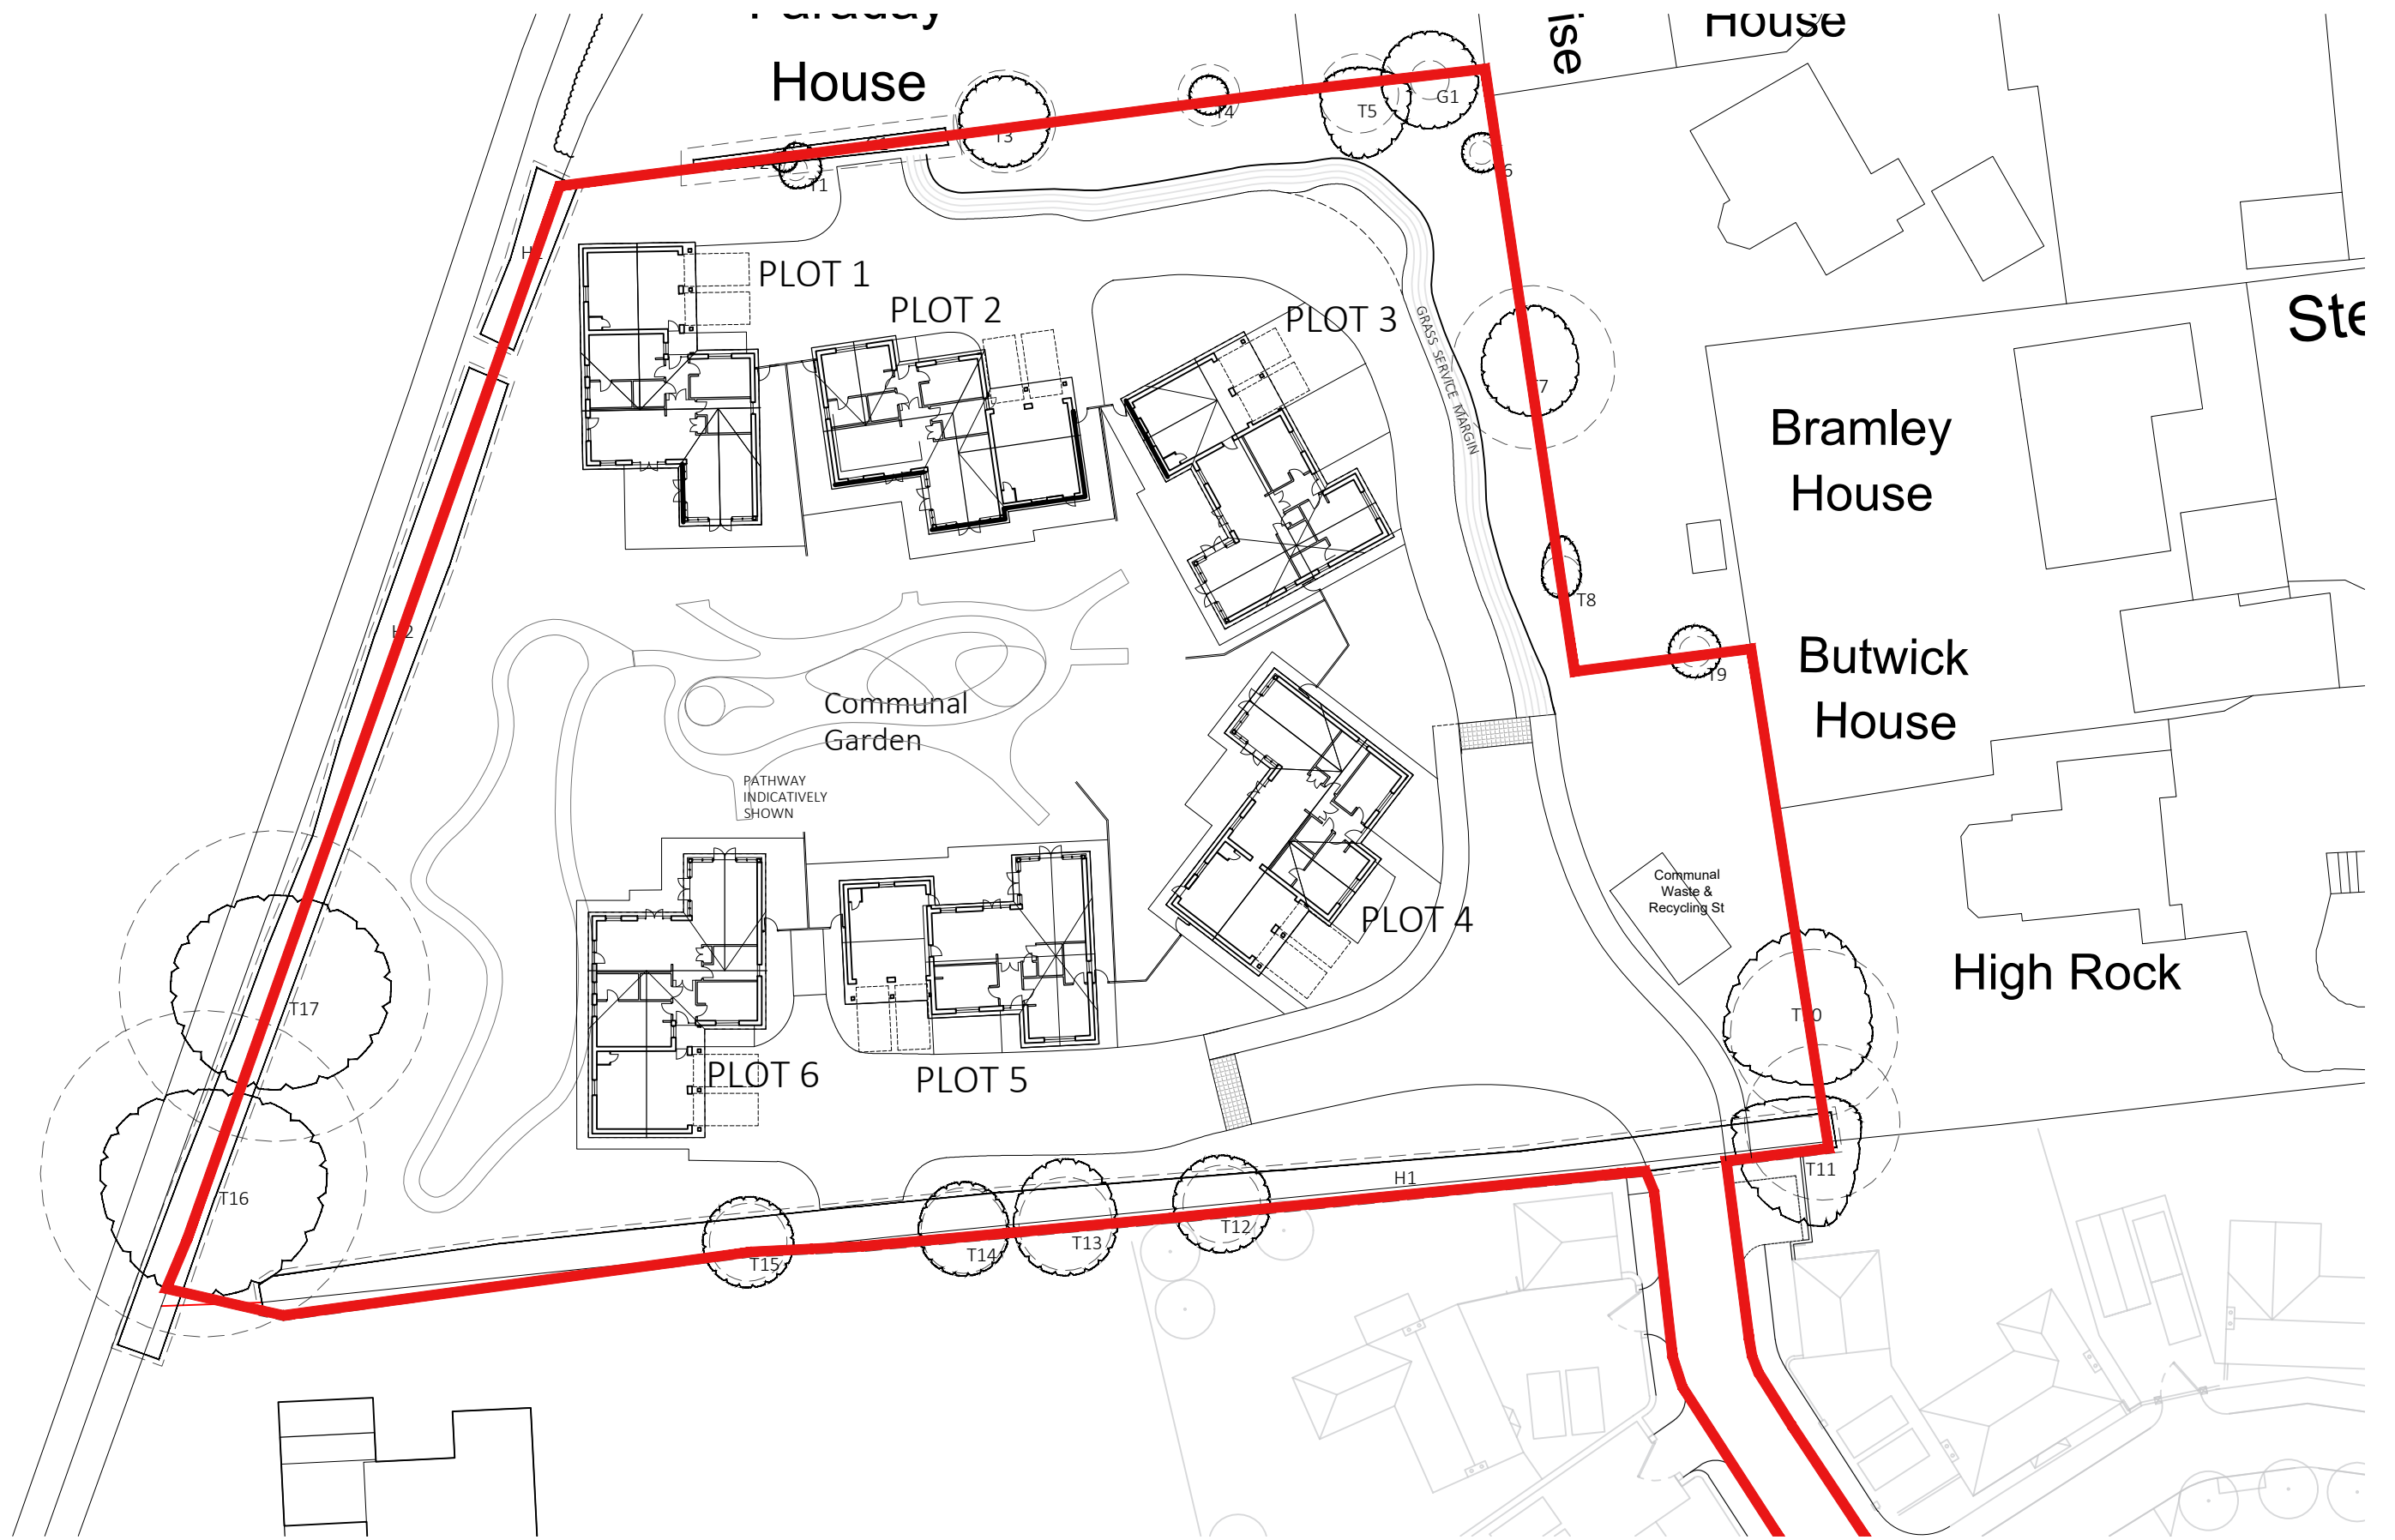 House
House
T3
T4
T5
G1
T1
PLOT 1
PLOT 2
PLOT 3
GRASS SERVICE MARGIN
Ste
Bramley
House
H2
T8
T9
Butwick
House
Communal
Garden
PATHWAY
INDICATIVELY
SHOWN
Communal
Waste &
Recycling St
PLOT 4
High Rock
T17
T10
PLOT 6
PLOT 5
T16
H1
T11
T15
T14
T13
T12